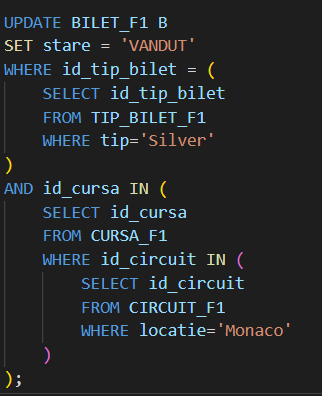 UPDATE BILET_F1 B
SET stare = 'VANDUT'
WHERE id_tip_bilet = (
    SELECT id_tip_bilet
    FROM TIP_BILET_F1
    WHERE tip='Silver'
)
AND id_cursa IN (
    SELECT id_cursa
    FROM CURSA_F1
    WHERE id_circuit IN (
        SELECT id_circuit
        FROM CIRCUIT_F1
        WHERE locatie='Monaco'
    )
);